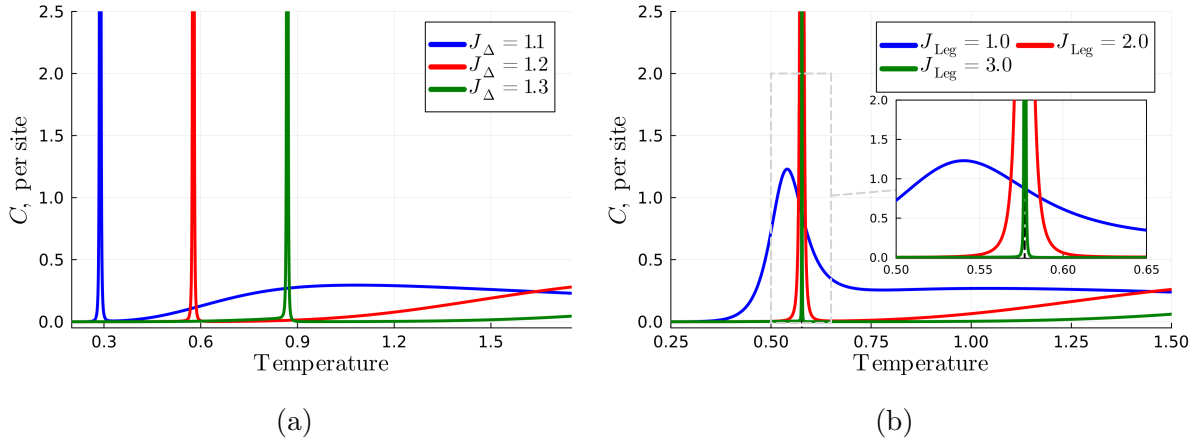 2.5
2.0
1.5
1.0
0.5
0.0
C, per site
J_Δ = 1.1
J_Δ = 1.2
J_Δ = 1.3
0.3 0.6 0.9 1.2 1.5
Temperature
(a)
2.5
2.0
1.5
1.0
0.5
0.0
C, per site
J_Leg = 1.0 J_Leg = 2.0
J_Leg = 3.0
2.0
1.5
1.0
0.5
0.0
0.50 0.55 0.60 0.65
0.25 0.50 0.75 1.00 1.25 1.50
Temperature
(b)